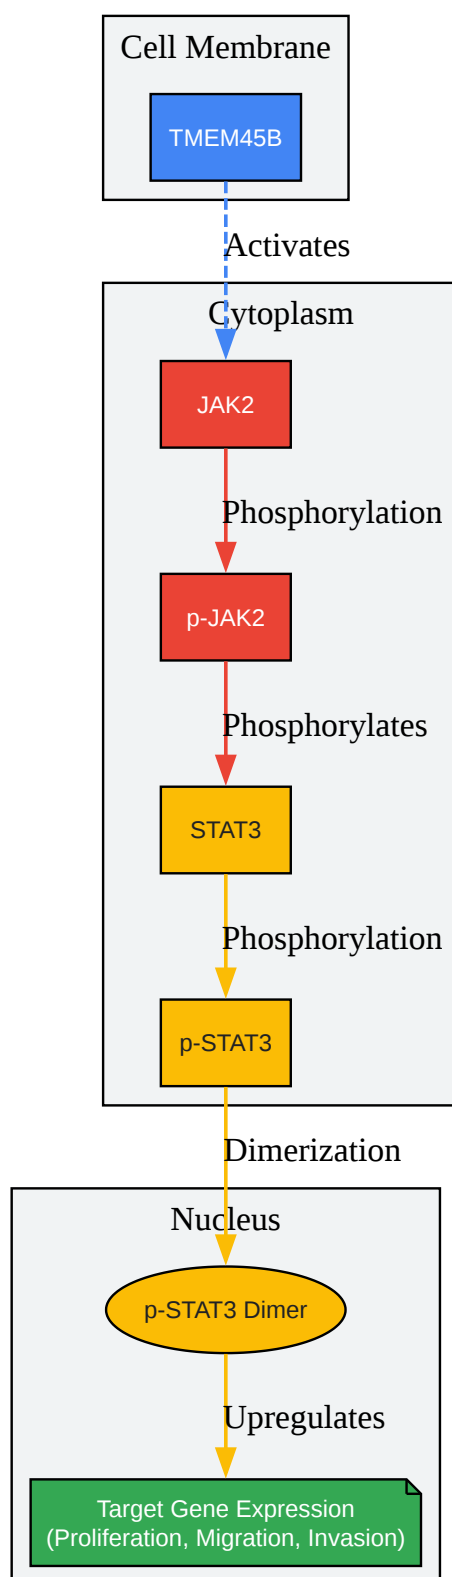 Cell Membrane
TMEM45B
Activates
Cytoplasm
JAK2
Phosphorylation
p-JAK2
Phosphorylates
STAT3
Phosphorylation
p-STAT3
Dimerization
Nucleus
p-STAT3 Dimer
Upregulates
Target Gene Expression
(Proliferation, Migration, Invasion)